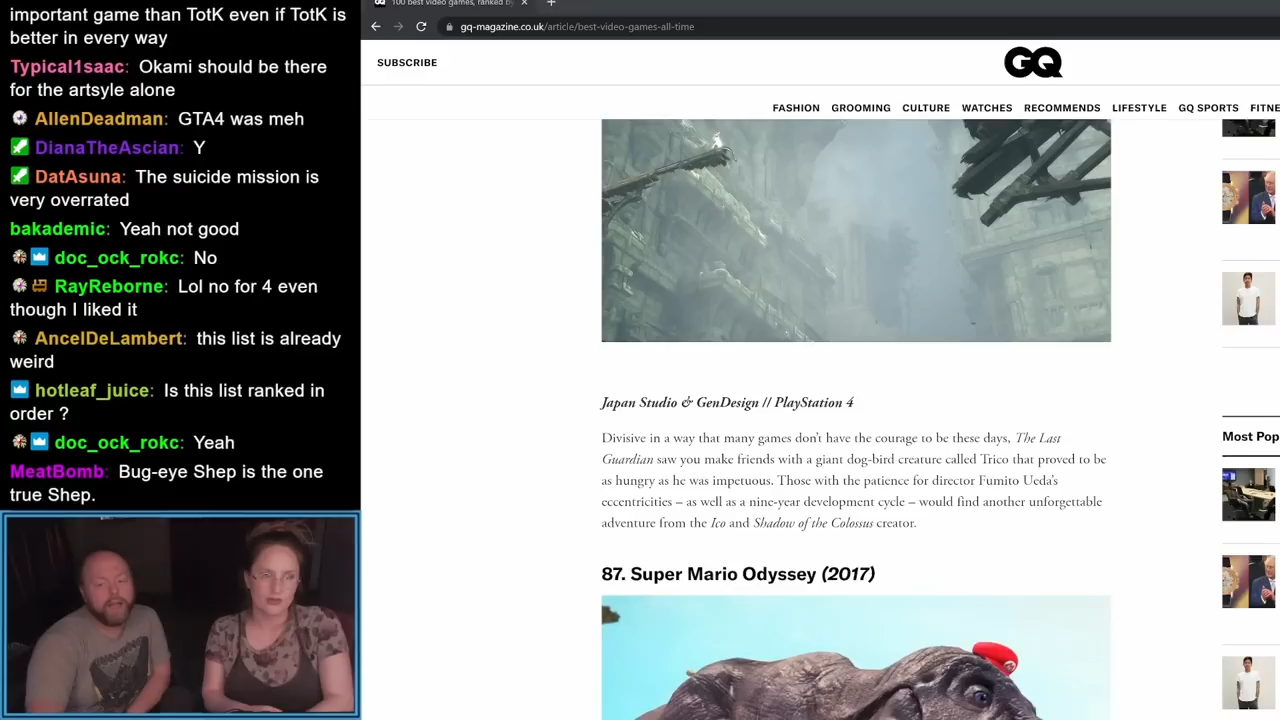 important game than TotK even if TotK is
better in every way
Typical1saac: Okami should be there
for the artsyle alone
AllenDeadman: GTA4 was meh
DianaTheAscian: Y
DatAsuna: The suicide mission is
very overrated
bakademic: Yeah not good
doc_ock_rokc: No
RayReborne: Lol no for 4 even
though I liked it
AncelDeLambert: this list is already
weird
hotleaf_juice: Is this list ranked in
order ?
doc_ock_rokc: Yeah
MeatBomb: Bug-eye Shep is the one
true Shep.
100 best video games, ranked by
gq-magazine.co.uk/article/best-video-games-all-time
SUBSCRIBE
GQ
FASHION GROOMING CULTURE WATCHES RECOMMENDS LIFESTYLE GQ SPORTS FITNE
Japan Studio & GenDesign // PlayStation 4
Divisive in a way that many games don't have the courage to be these days, The Last
Guardian saw you make friends with a giant dog-bird creature called Trico that proved to be
as hungry as he was impetuous. Those with the patience for director Fumito Ueda's
eccentricities – as well as a nine-year development cycle – would find another unforgettable
adventure from the Ico and Shadow of the Colossus creator.
87. Super Mario Odyssey (2017)
Most Pop